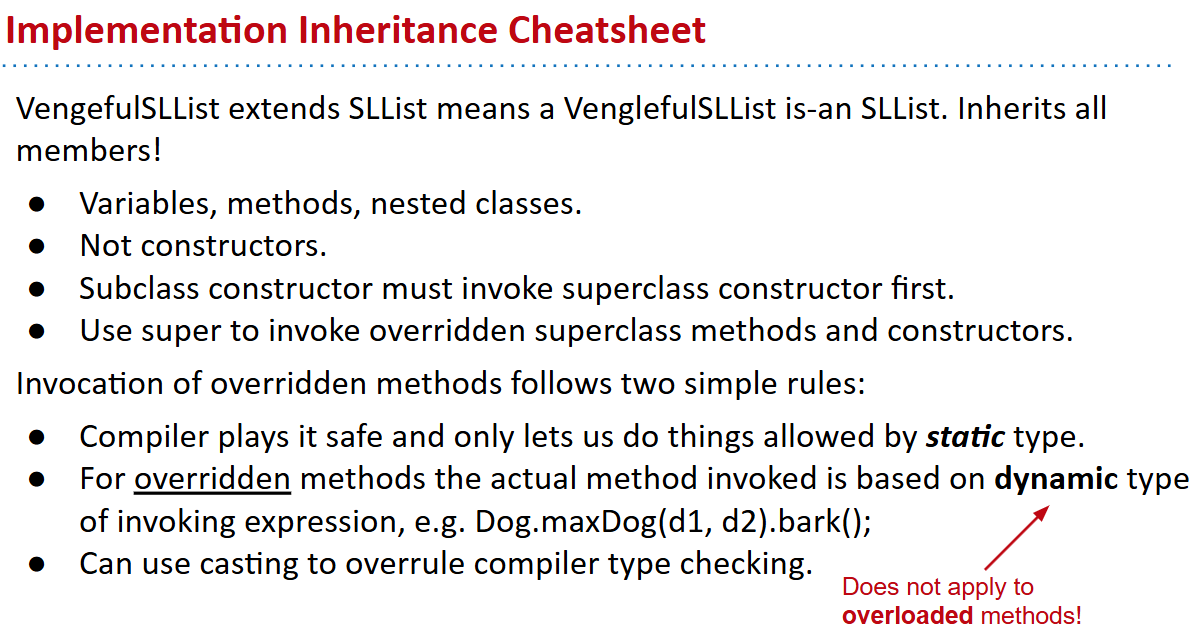 Implementation Inheritance Cheatsheet
VengefulSLList extends SLList means a VenglefulSLList is-an SLList. Inherits all
members!
● Variables, methods, nested classes.
● Not constructors.
● Subclass constructor must invoke superclass constructor first.
● Use super to invoke overridden superclass methods and constructors.
Invocation of overridden methods follows two simple rules:
● Compiler plays it safe and only lets us do things allowed by static type.
● For overridden methods the actual method invoked is based on dynamic type
of invoking expression, e.g. Dog.maxDog(d1, d2).bark();
● Can use casting to overrule compiler type checking.
Does not apply to
overloaded methods!